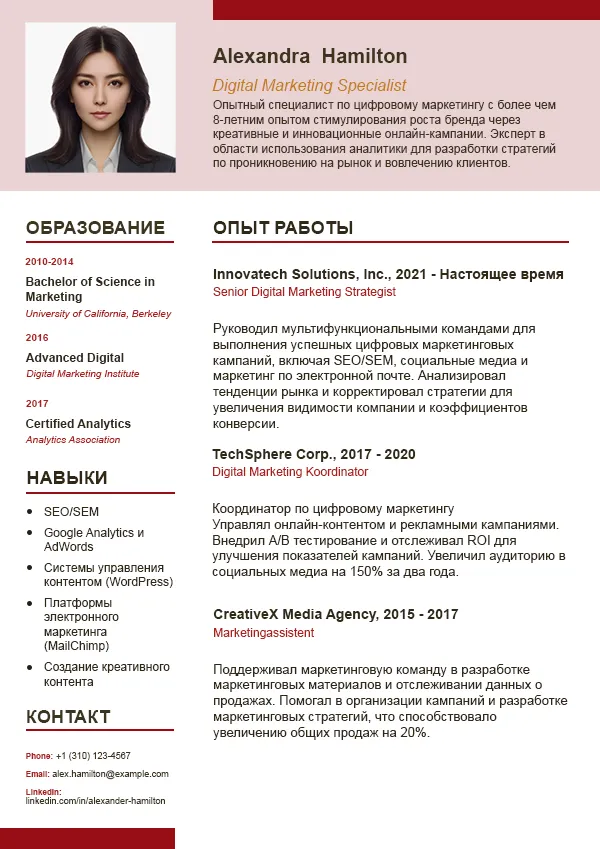 Alexandra Hamilton
Digital Marketing Specialist
Опытный специалист по цифровому маркетингу с более чем
8-летним опытом стимулирования роста бренда через
креативные и инновационные онлайн-кампании. Эксперт в
области использования аналитики для разработки стратегий
по проникновению на рынок и вовлечению клиентов.
ОБРАЗОВАНИЕ
2010-2014
Bachelor of Science in
Marketing
University of California, Berkeley
2016
Advanced Digital
Digital Marketing Institute
2017
Certified Analytics
Analytics Association
НАВЫКИ
• SEO/SEM
• Google Analytics и
AdWords
• Системы управления
контентом (WordPress)
• Платформы
электронного
маркетинга
(MailChimp)
• Создание креативного
контента
КОНТАКТ
Phone: +1 (310) 123-4567
Email: alex.hamilton@example.com
LinkedIn:
linkedin.com/in/alexander-hamilton
ОПЫТ РАБОТЫ
Innovatech Solutions, Inc., 2021 - Настоящее время
Senior Digital Marketing Strategist
Руководил мультифункциональными командами для
выполнения успешных цифровых маркетинговых
кампаний, включая SEO/SEM, социальные медиа и
маркетинг по электронной почте. Анализировал
тенденции рынка и корректировал стратегии для
увеличения видимости компании и коэффициентов
конверсии.
TechSphere Corp., 2017 - 2020
Digital Marketing Koordinator
Координатор по цифровому маркетингу
Управлял онлайн-контентом и рекламными кампаниями.
Внедрил A/B тестирование и отслеживал ROI для
улучшения показателей кампаний. Увеличил аудиторию в
социальных медиа на 150% за два года.
CreativeX Media Agency, 2015 - 2017
Marketingassistent
Поддерживал маркетинговую команду в разработке
маркетинговых материалов и отслеживании данных о
продажах. Помогал в организации кампаний и разработке
маркетинговых стратегий, что способствовало
увеличению общих продаж на 20%.